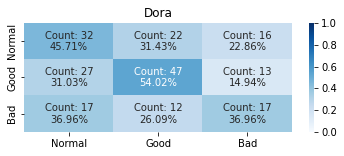 Dora
Normal
Count: 32
45.71%
Count: 22
31.43%
Count: 16
22.86%
Good
Count: 27
31.03%
Count: 47
54.02%
Count: 13
14.94%
Bad
Count: 17
36.96%
Count: 12
26.09%
Count: 17
36.96%
Normal
Good
Bad
1.0
0.8
0.6
0.4
0.2
0.0